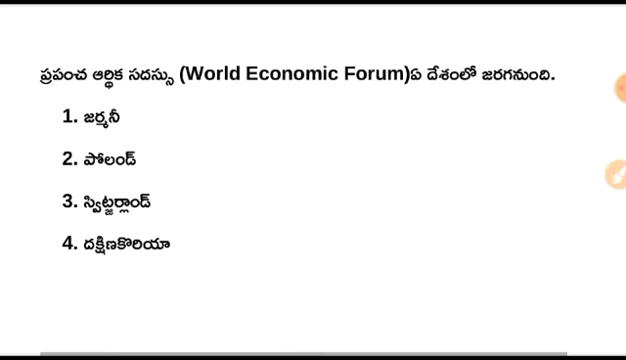 ప్రపంచ ఆర్థిక సదస్సు (World Economic Forum)ఏ దేశంలో జరగనుంది.
1. జర్మనీ
2. పోలండ్
3. స్విట్జర్లాండ్
4. దక్షిణకొరియా